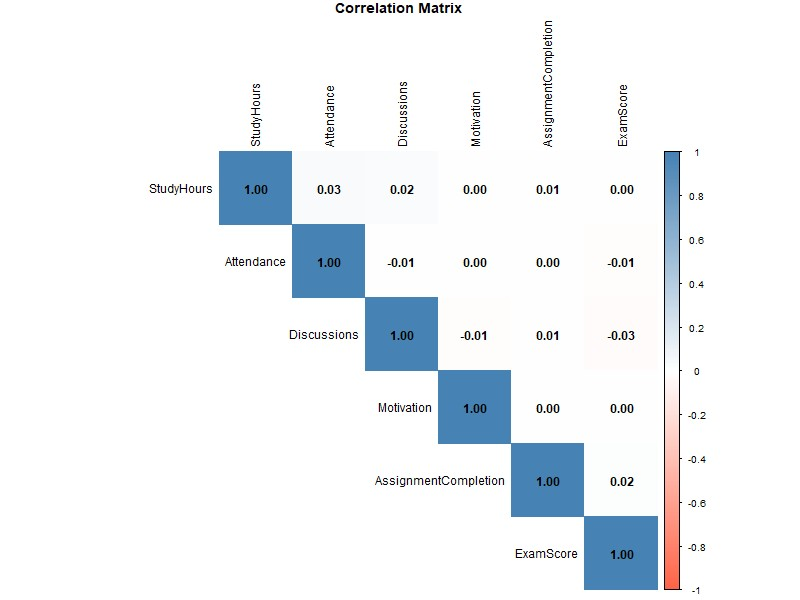 Correlation Matrix
StudyHours Attendance Discussions Motivation AssignmentCompletion ExamScore
StudyHours 1.00 0.03 0.02 0.00 0.01 0.00
Attendance 1.00 -0.01 0.00 0.00 -0.01
Discussions 1.00 -0.01 0.01 -0.03
Motivation 1.00 0.00 0.00
AssignmentCompletion 1.00 0.02
ExamScore 1.00
1
0.8
0.6
0.4
0.2
0
-0.2
-0.4
-0.6
-0.8
-1